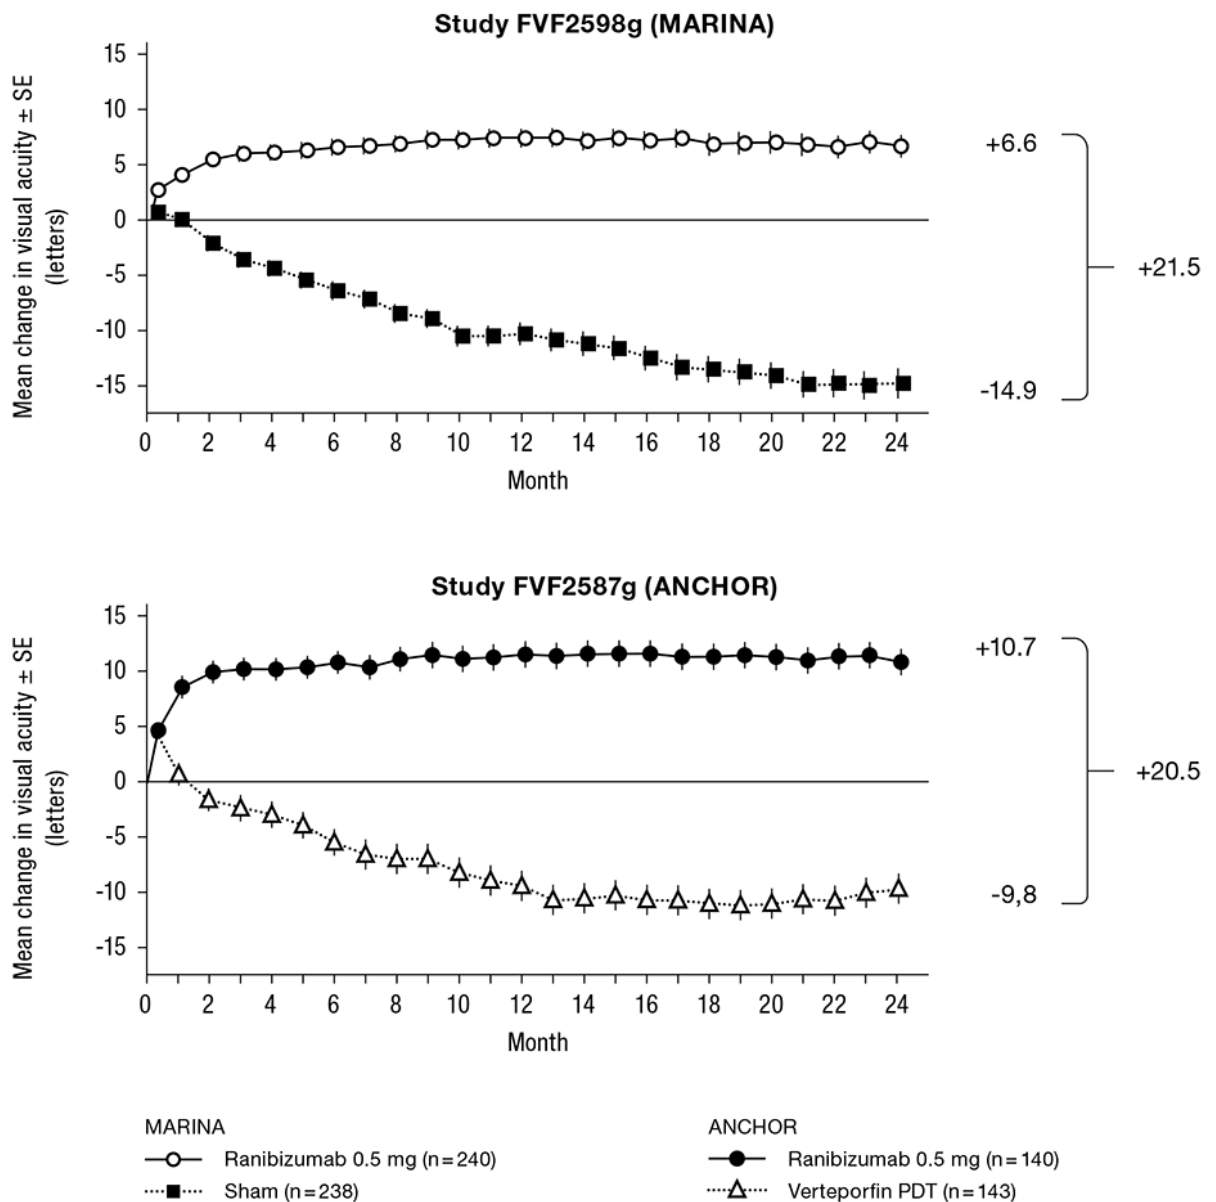 Study FVF2598g (MARINA)
Mean change in visual acuity ± SE
(letters)
15
10
5
0
-5
-10
-15
0 2 4 6 8 10 12 14 16 18 20 22 24
Month
+6.6
+21.5
-14.9
Study FVF2587g (ANCHOR)
Mean change in visual acuity ± SE
(letters)
15
10
5
0
-5
-10
-15
0 2 4 6 8 10 12 14 16 18 20 22 24
Month
+10.7
+20.5
-9,8
MARINA
Ranibizumab 0.5 mg (n=240)
Sham (n=238)
ANCHOR
Ranibizumab 0.5 mg (n=140)
Verteporfin PDT (n=143)